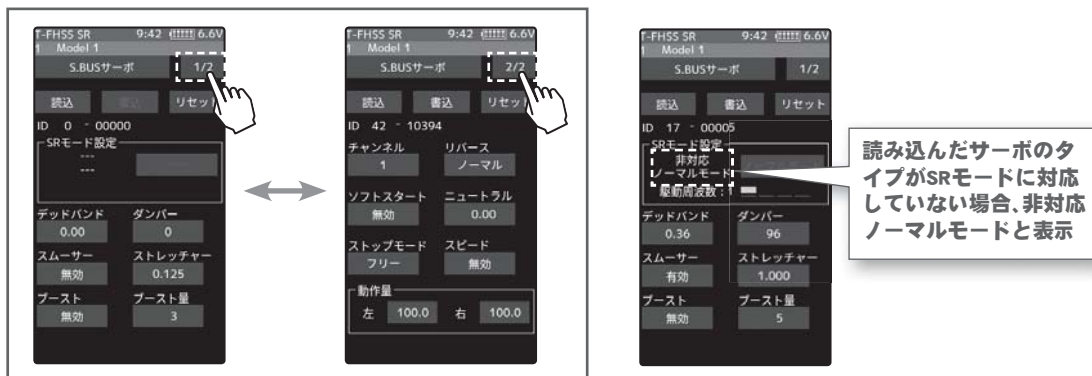 T-FHSS SR 9:42 6.6V
1 Model 1
S.BUSサーボ 1/2
読込 書込 リセット
ID 0 - 00000
SRモード設定
---
---
デッドバンド ダンパー
0.00 0
スムーサー ストレッチャー
無効 0.125
ブースト ブースト量
無効 3
T-FHSS SR 9:42 6.6V
1 Model 1
S.BUSサーボ 2/2
読込 書込 リセット
ID 42 - 10394
チャンネル リバース
1 ノーマル
ソフトスタート ニュートラル
無効 0.00
ストップモード スピード
フリー 無効
動作量
左 100.0 右 100.0
T-FHSS SR 9:42 6.6V
1 Model 1
S.BUSサーボ 1/2
読込 書込 リセット
ID 17 - 00005
SRモード設定
非対応
ノーマルモード
駆動周波数:1
デッドバンド ダンパー
0.36 96
スムーサー ストレッチャー
有効 1.000
ブースト ブースト量
無効 5
読み込んだサーボのタ
イプがSRモードに対応
していない場合、非対応
ノーマルモードと表示